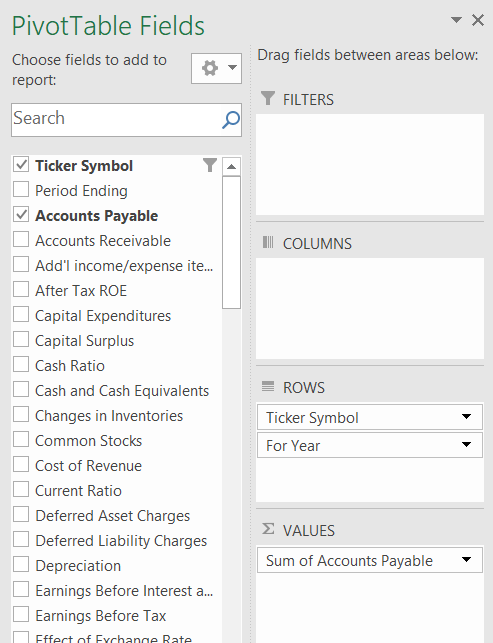 PivotTable Fields
Choose fields to add to
report:
Search
Ticker Symbol
Period Ending
Accounts Payable
Accounts Receivable
Add'l income/expense ite...
After Tax ROE
Capital Expenditures
Capital Surplus
Cash Ratio
Cash and Cash Equivalents
Changes in Inventories
Common Stocks
Cost of Revenue
Current Ratio
Deferred Asset Charges
Deferred Liability Charges
Depreciation
Earnings Before Interest a...
Earnings Before Tax
Effect of Exchange Rate
Drag fields between areas below:
FILTERS
COLUMNS
ROWS
Ticker Symbol
For Year
Σ VALUES
Sum of Accounts Payable